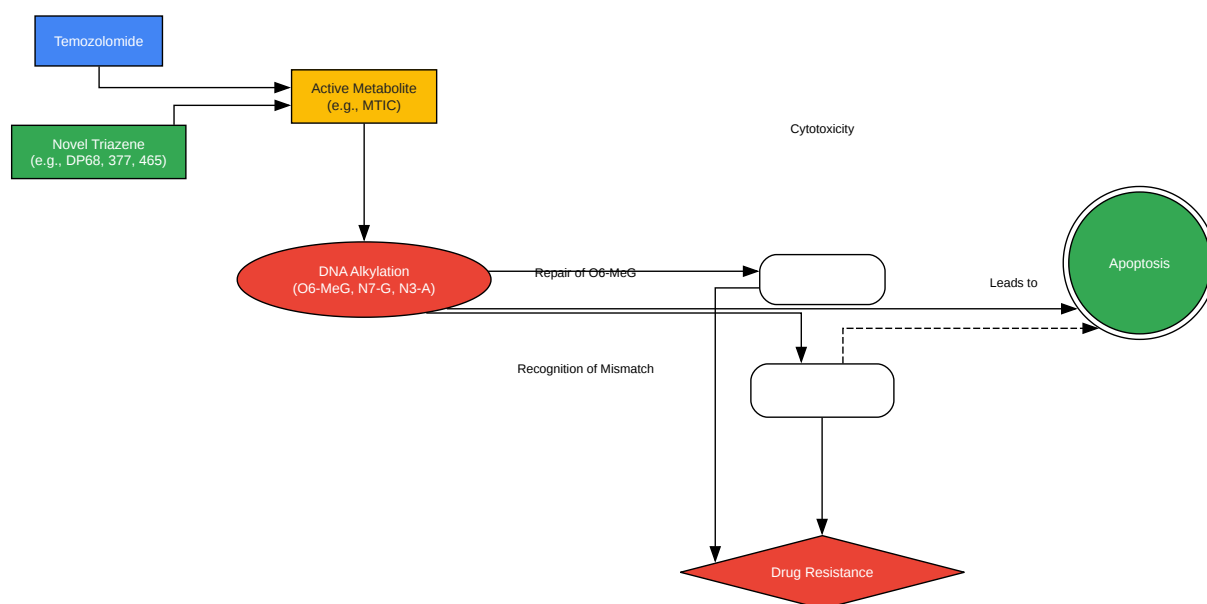 Temozolomide
Active Metabolite
(e.g., MTIC)
Novel Triazene
(e.g., DP68, 377, 465)
Cytotoxicity
DNA Alkylation
(O6-MeG, N7-G, N3-A)
Repair of O6-MeG
Leads to
Apoptosis
Recognition of Mismatch
Drug Resistance